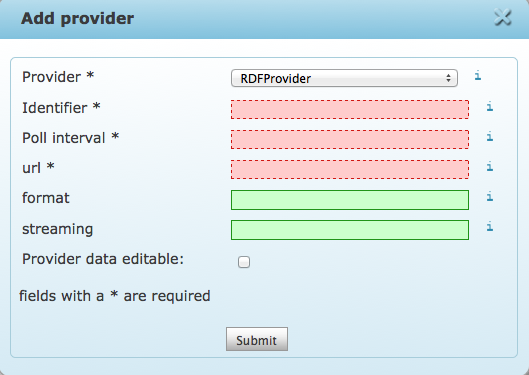 Add provider
Provider * RDFProvider i
Identifier * i
Poll interval * i
url * i
format i
streaming i
Provider data editable:
fields with a * are required
Submit